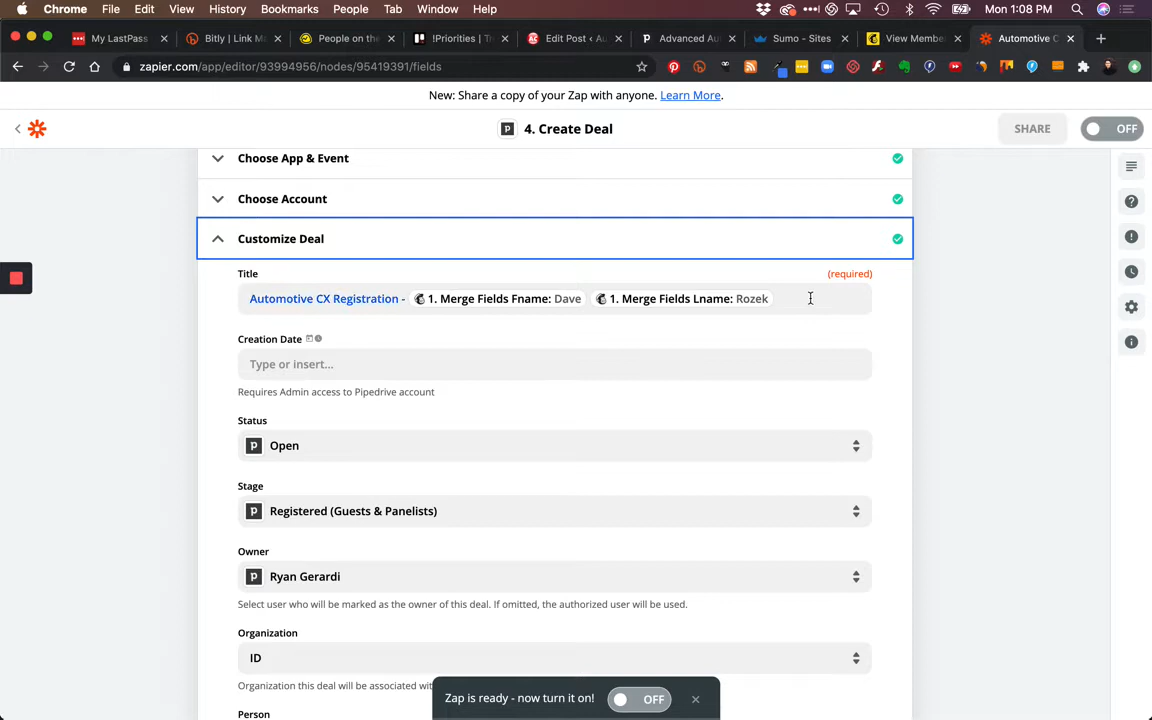 Chrome File Edit View History Bookmarks People Tab Window Help Mon 1:08 PM
My LastPass Bitly | Link M People on the !Priorities | T Edit Post ‹ Au Advanced Au Sumo - Sites View Membe Automotive C
zapier.com/app/editor/93994956/nodes/95419391/fields
New: Share a copy of your Zap with anyone. Learn More.
4. Create Deal SHARE OFF
Choose App & Event
Choose Account
Customize Deal
Title (required)
Automotive CX Registration - 1. Merge Fields Fname: Dave 1. Merge Fields Lname: Rozek
Creation Date
Type or insert...
Requires Admin access to Pipedrive account
Status
Open
Stage
Registered (Guests & Panelists)
Owner
Ryan Gerardi
Select user who will be marked as the owner of this deal. If omitted, the authorized user will be used.
Organization
ID
Organization this deal will be associated wit
Zap is ready - now turn it on! OFF
Person